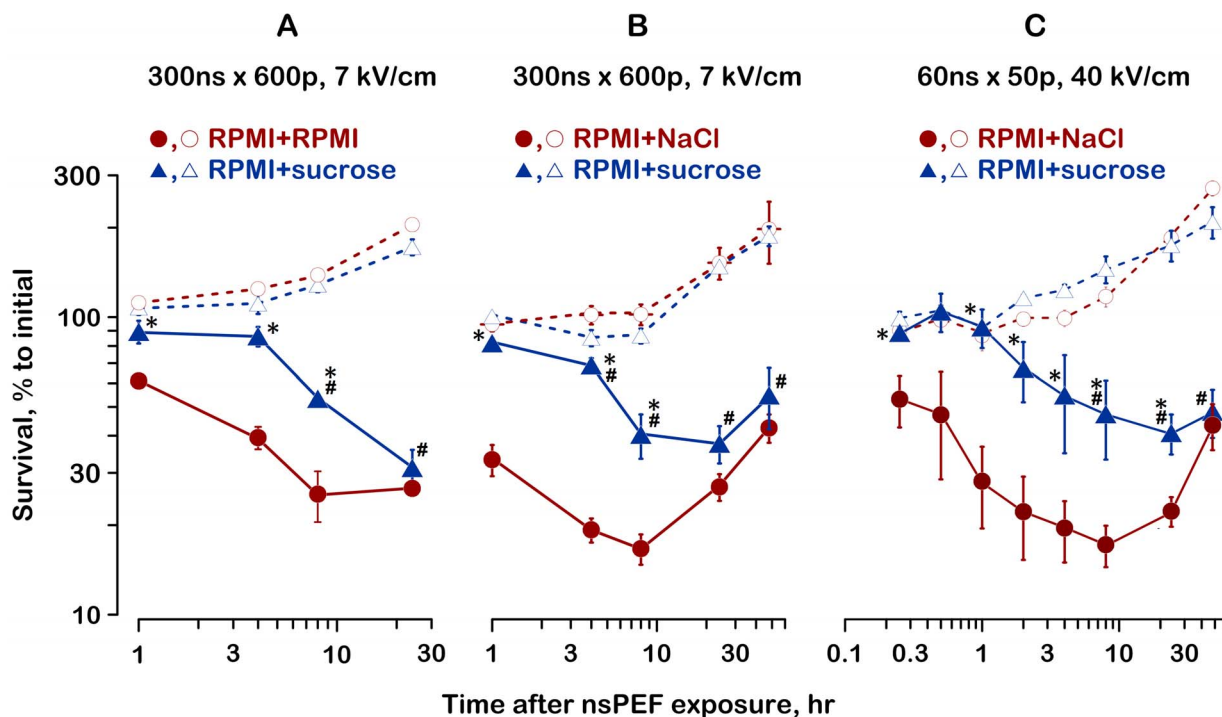 A
B
C
300ns x 600p, 7 kV/cm
300ns x 600p, 7 kV/cm
60ns x 50p, 40 kV/cm
, RPMI+RPMI
, RPMI+sucrose
, RPMI+NaCl
, RPMI+sucrose
, RPMI+NaCl
, RPMI+sucrose
Survival, % to initial
300
100
30
10
*
*
*
#
#
*
*
#
*
#
#
#
*
*
*
*
*
#
*
#
#
1 3 10 30
1 3 10 30
0.1 0.3 1 3 10 30
Time after nsPEF exposure, hr